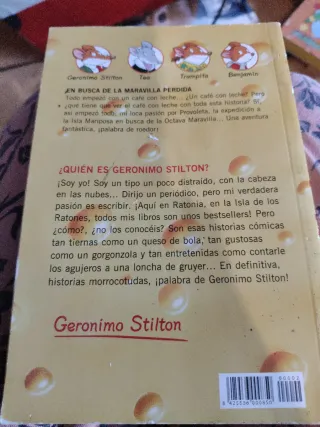 Geronimo Stilton Tea Trampita Benjamin
EN BUSCA DE LA MARAVILLA PERDIDA
Todo empezó con un café con leche... ¿Un café con leche? Pero
¿qué tiene que ver el café con leche con toda esta historia? Sí,
así empezó todo: mi loca pasión por Provoleta, la expedición a
la Isla Mariposa en busca de la Octava Maravilla... Una aventura
fantástica, ¡palabra de roedor!
¿QUIÉN ES GERONIMO STILTON?
¡Soy yo! Soy un tipo un poco distraído, con la cabeza
en las nubes... Dirijo un periódico, pero mi verdadera
pasión es escribir. ¡Aquí en Ratonia, en la Isla de los
Ratones, todos mis libros son unos bestsellers! Pero
¿cómo?, ¿no los conocéis? Son esas historias cómicas
tan tiernas como un queso de bola, tan gustosas
como un gorgonzola y tan entretenidas como contarle
los agujeros a una loncha de gruyer... En definitiva,
historias morrocotudas, ¡palabra de Geronimo Stilton!
Geronimo Stilton